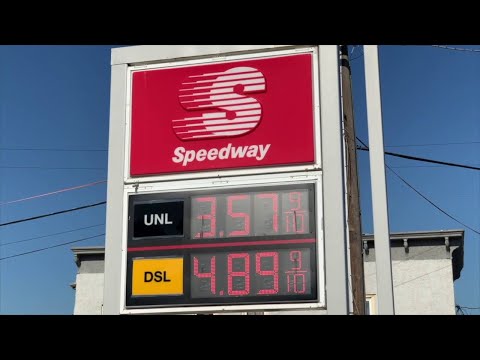 S
Speedway
UNL 3.57 9/10
DSL 4.89 9/10